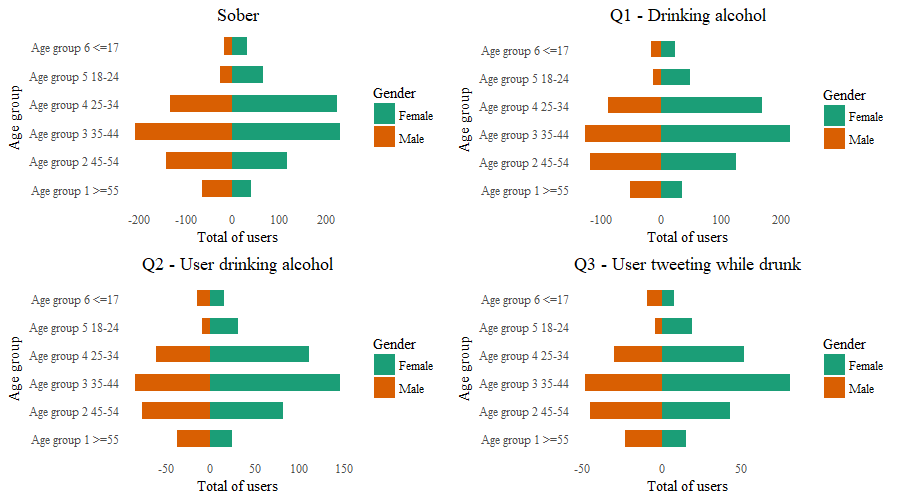 Sober
Age group
Age group 6 <=17
Age group 5 18-24
Age group 4 25-34
Age group 3 35-44
Age group 2 45-54
Age group 1 >=55
-200 -100 0 100 200
Total of users
Gender
Female
Male
Q1 - Drinking alcohol
Age group
Age group 6 <=17
Age group 5 18-24
Age group 4 25-34
Age group 3 35-44
Age group 2 45-54
Age group 1 >=55
-100 0 100 200
Total of users
Gender
Female
Male
Q2 - User drinking alcohol
Age group
Age group 6 <=17
Age group 5 18-24
Age group 4 25-34
Age group 3 35-44
Age group 2 45-54
Age group 1 >=55
-50 0 50 100 150
Total of users
Gender
Female
Male
Q3 - User tweeting while drunk
Age group
Age group 6 <=17
Age group 5 18-24
Age group 4 25-34
Age group 3 35-44
Age group 2 45-54
Age group 1 >=55
-50 0 50
Total of users
Gender
Female
Male